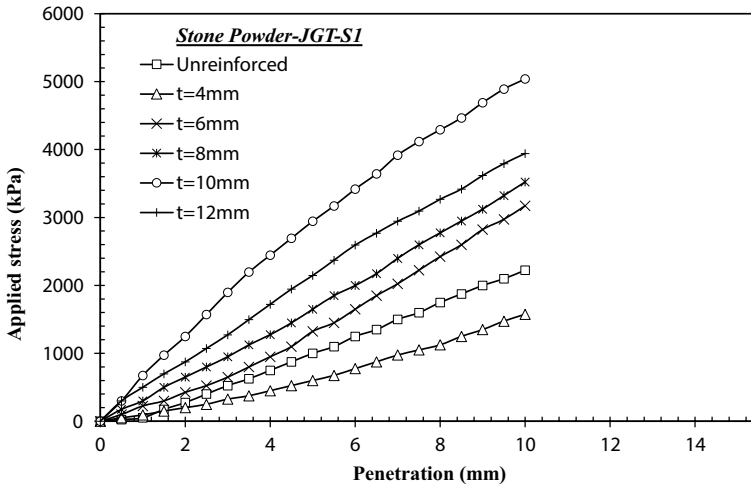 Stone Powder-JGT-S1
Unreinforced
t=4mm
t=6mm
t=8mm
t=10mm
t=12mm
6000
5000
4000
3000
2000
1000
0
0 2 4 6 8 10 12 14
Applied stress (kPa)
Penetration (mm)